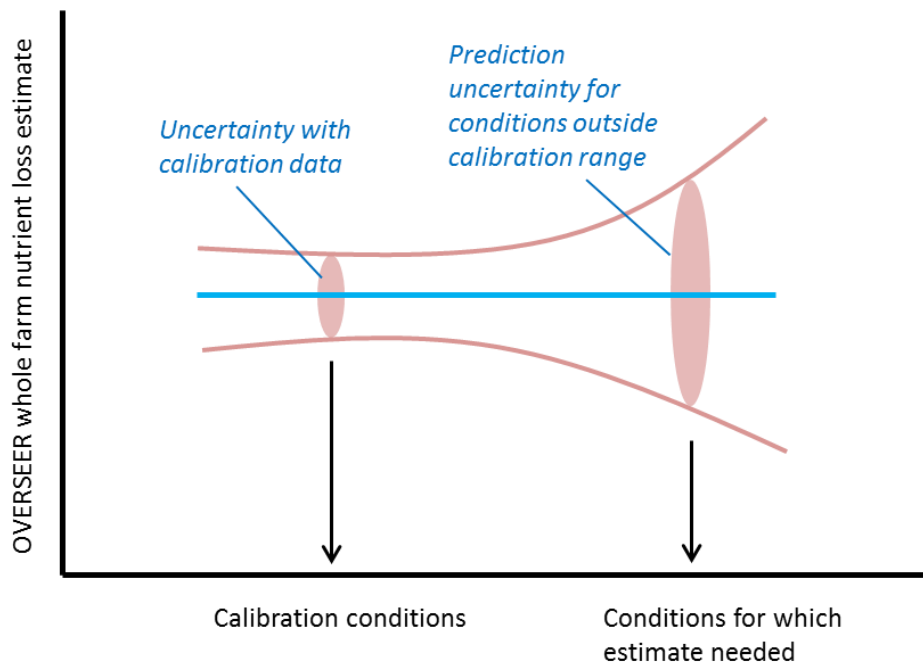 OVERSEER whole farm nutrient loss estimate
Uncertainty with
calibration data
Prediction
uncertainty for
conditions outside
calibration range
Calibration conditions
Conditions for which
estimate needed